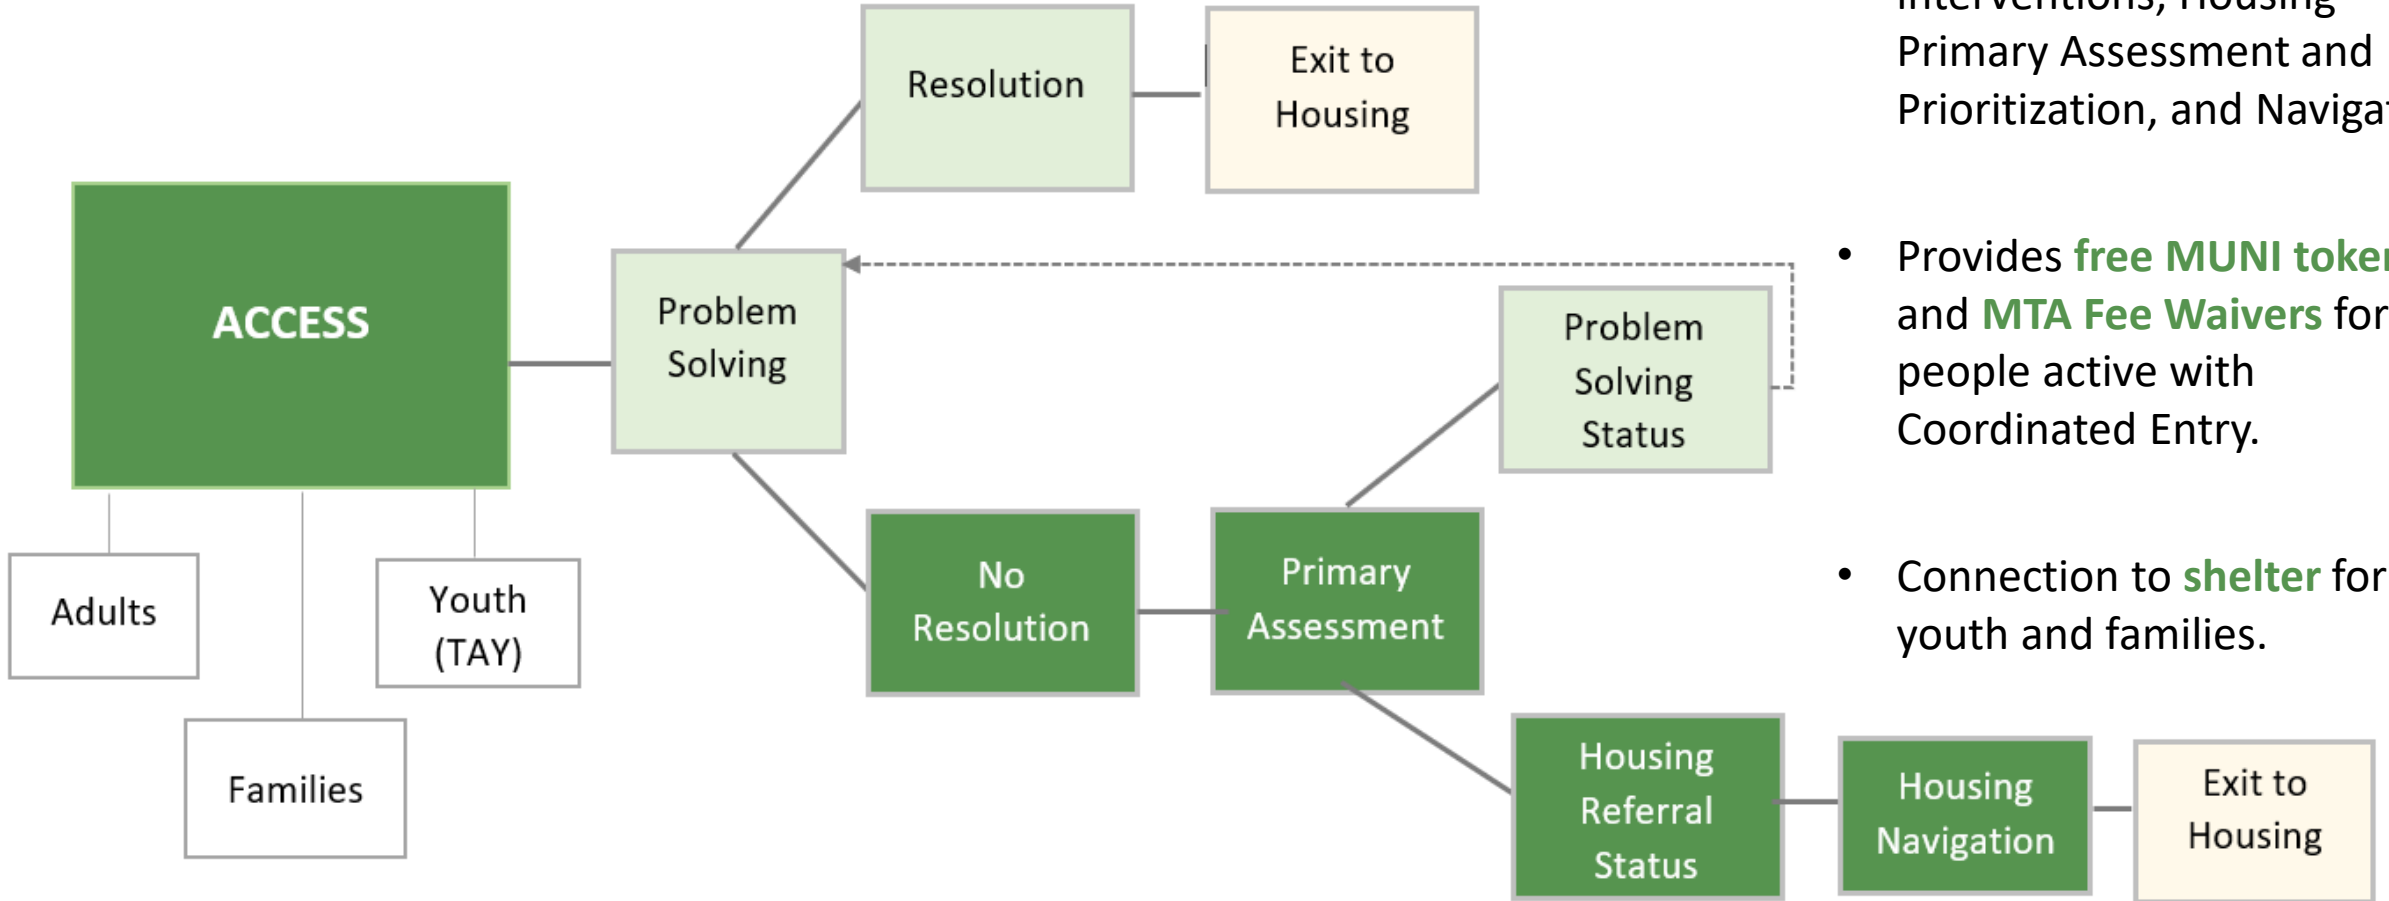 Resolution
Exit to
Housing
ACCESS
Problem
Solving
Problem
Solving
Status
Adults
Youth
(TAY)
Families
No
Resolution
Primary
Assessment
Housing
Referral
Status
Housing
Navigation
Exit to
Housing
Housing
Primary Assessment and
Prioritization, and
• Provides free MUNI
and MTA Fee Waivers for
people active with
Coordinated Entry.
• Connection to shelter for
youth and families.